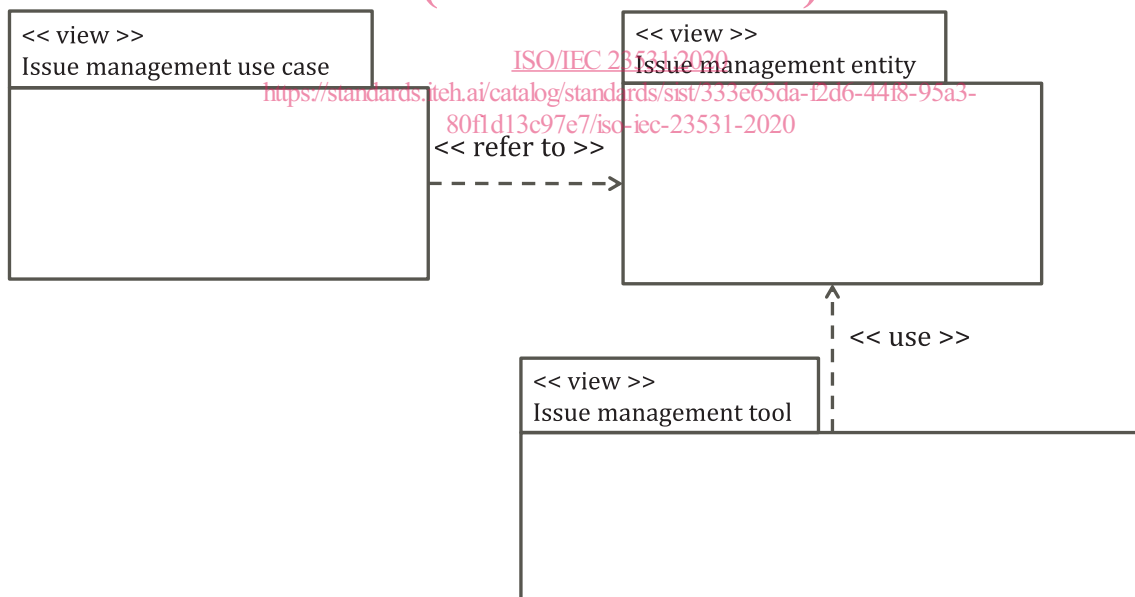 << view >>
Issue management use case
<< view >>
Issue management entity
ISO/IEC 23531:2020
https://standards.iteh.ai/catalog/standards/sist/333e65da-f2d6-44f8-95a3-
80f1d13c97e7/iso-iec-23531-2020
<< refer to >>
<< use >>
<< view >>
Issue management tool